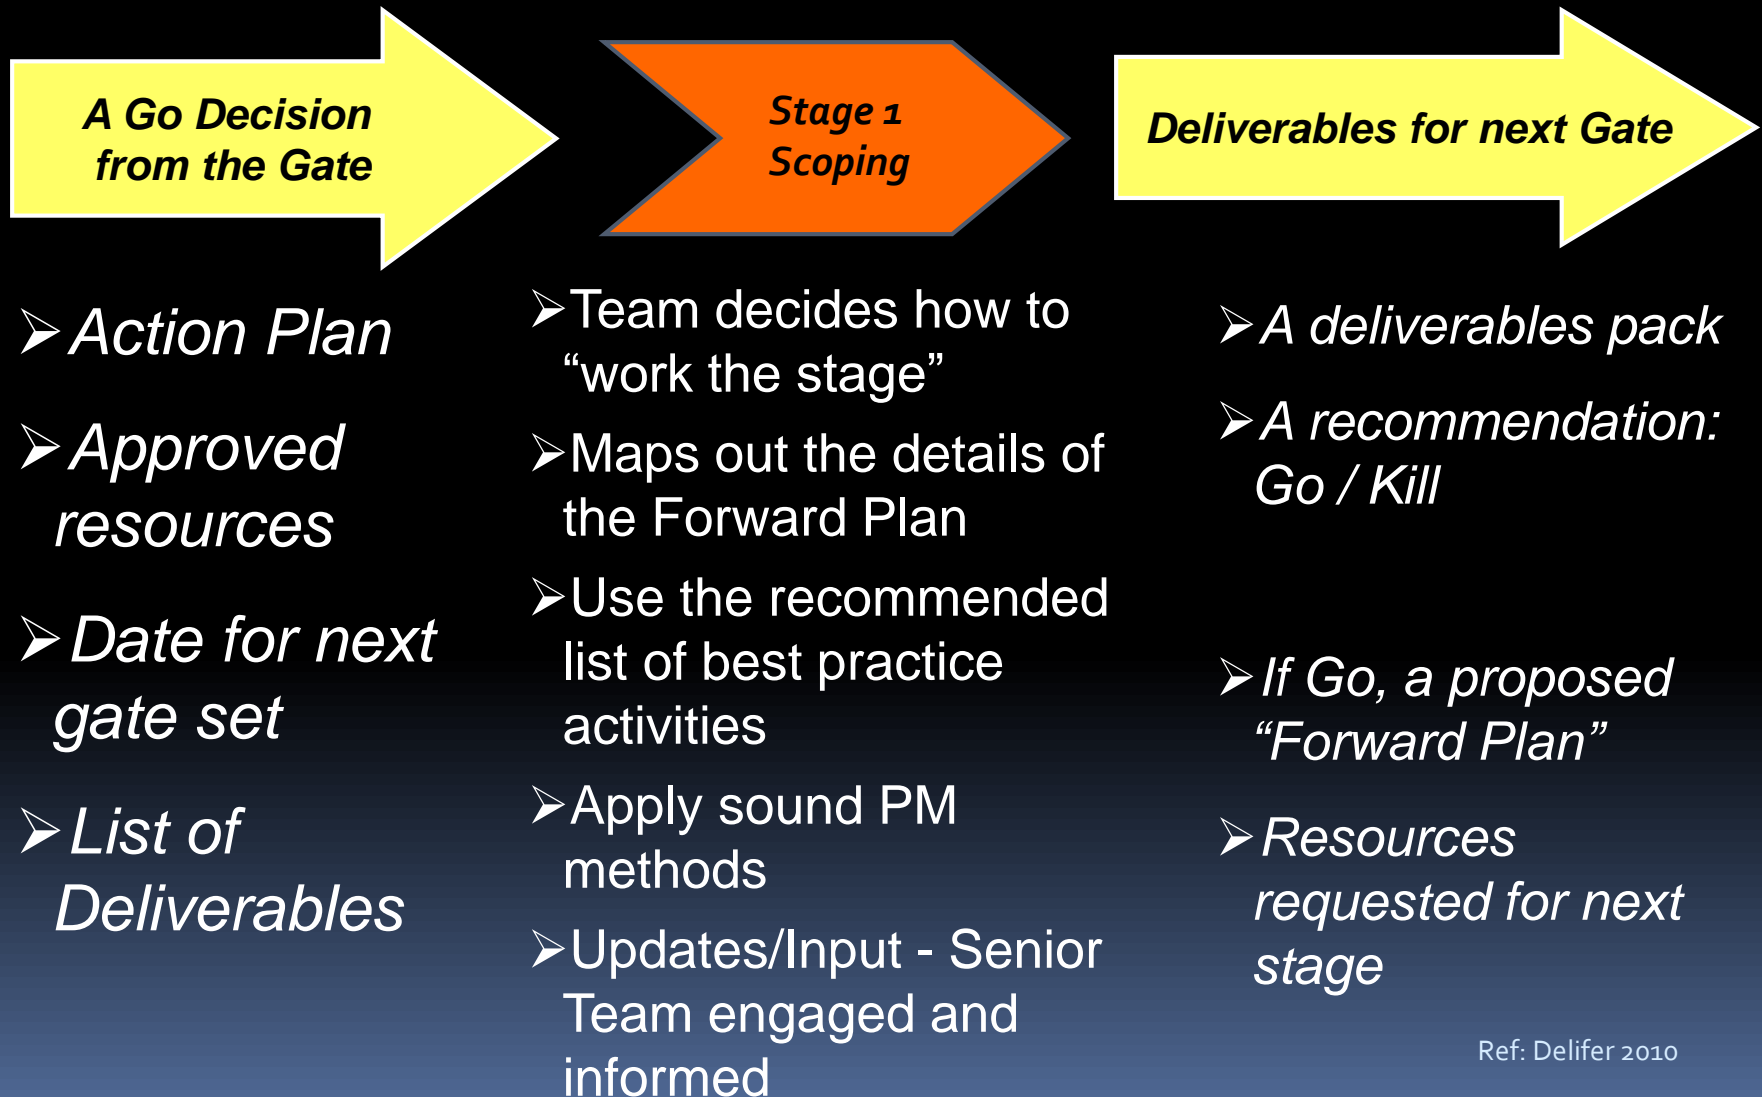 A Go Decision
from the Gate
Stage 1
Scoping
Deliverables for next Gate
➢Action Plan
➢Approved
resources
➢Date for next
gate set
➢List of
Deliverables
➢Team decides how to
“work the stage”
➢Maps out the details of
the Forward Plan
➢Use the recommended
list of best practice
activities
➢Apply sound PM
methods
➢Updates/Input - Senior
Team engaged and
informed
➢A deliverables pack
➢A recommendation:
Go / Kill
➢If Go, a proposed
“Forward Plan”
➢Resources
requested for next
stage
Ref: Delifer 2010